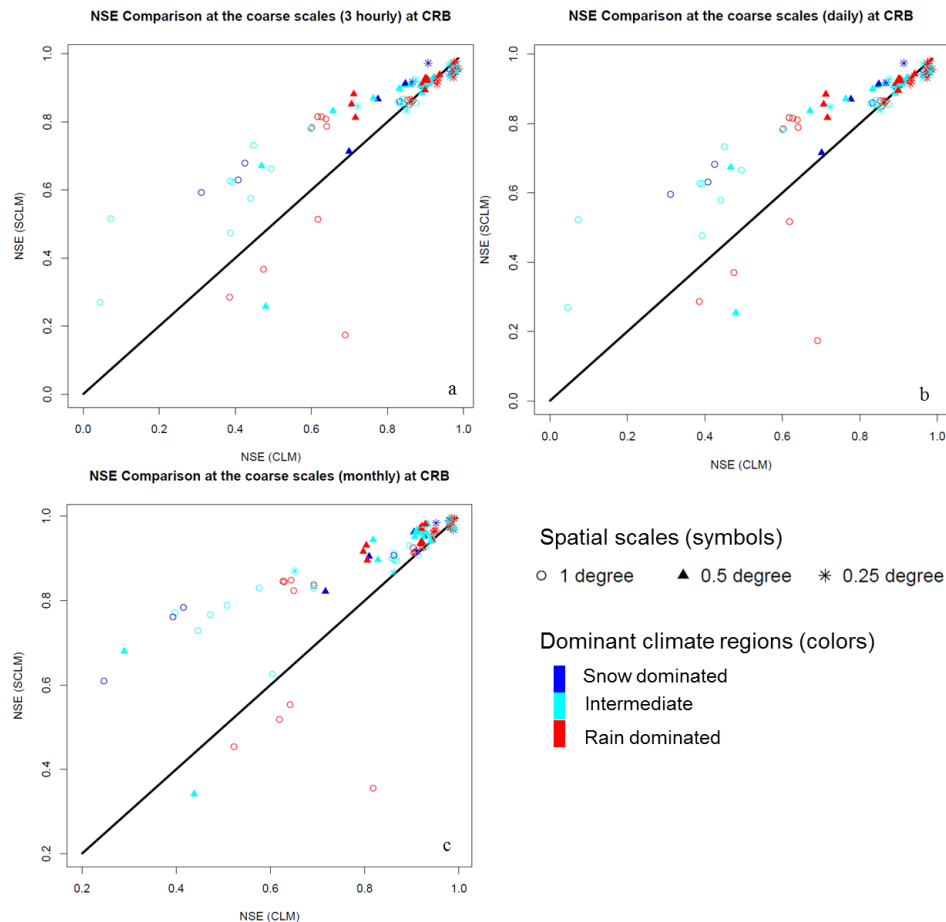 NSE Comparison at the coarse scales (3 hourly) at CRB
NSE (SCLM)
1.0
0.8
0.6
0.4
0.2
0.0
a
0.0 0.2 0.4 0.6 0.8 1.0
NSE (CLM)
NSE Comparison at the coarse scales (daily) at CRB
NSE (SCLM)
1.0
0.8
0.6
0.4
0.2
0.0
b
0.0 0.2 0.4 0.6 0.8 1.0
NSE (CLM)
NSE Comparison at the coarse scales (monthly) at CRB
NSE (SCLM)
1.0
0.8
0.6
0.4
0.2
c
0.2 0.4 0.6 0.8 1.0
NSE (CLM)
Spatial scales (symbols)
1 degree 0.5 degree 0.25 degree
Dominant climate regions (colors)
Snow dominated
Intermediate
Rain dominated